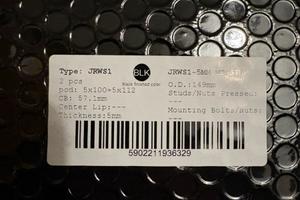 Type: JRWS1
2 pcs
pcd: 5x100+5x112
CB: 57.1mm
Center Lip:---
Thickness:5mm
BLK
black finished color
JRWS1-5MM
O.D.:149mm
Studs/Nuts Pressed:
---
Mounting Bolts/Nuts:
---
5902211936329